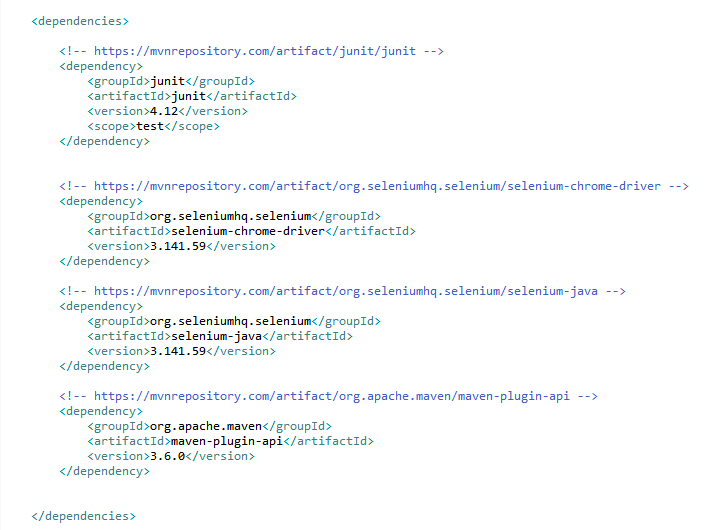 <dependencies>
<!-- https://mvnrepository.com/artifact/junit/junit -->
<dependency>
<groupId>junit</groupId>
<artifactId>junit</artifactId>
<version>4.12</version>
<scope>test</scope>
</dependency>
<!-- https://mvnrepository.com/artifact/org.seleniumhq.selenium/selenium-chrome-driver -->
<dependency>
<groupId>org.seleniumhq.selenium</groupId>
<artifactId>selenium-chrome-driver</artifactId>
<version>3.141.59</version>
</dependency>
<!-- https://mvnrepository.com/artifact/org.seleniumhq.selenium/selenium-java -->
<dependency>
<groupId>org.seleniumhq.selenium</groupId>
<artifactId>selenium-java</artifactId>
<version>3.141.59</version>
</dependency>
<!-- https://mvnrepository.com/artifact/org.apache.maven/maven-plugin-api -->
<dependency>
<groupId>org.apache.maven</groupId>
<artifactId>maven-plugin-api</artifactId>
<version>3.6.0</version>
</dependency>
</dependencies>